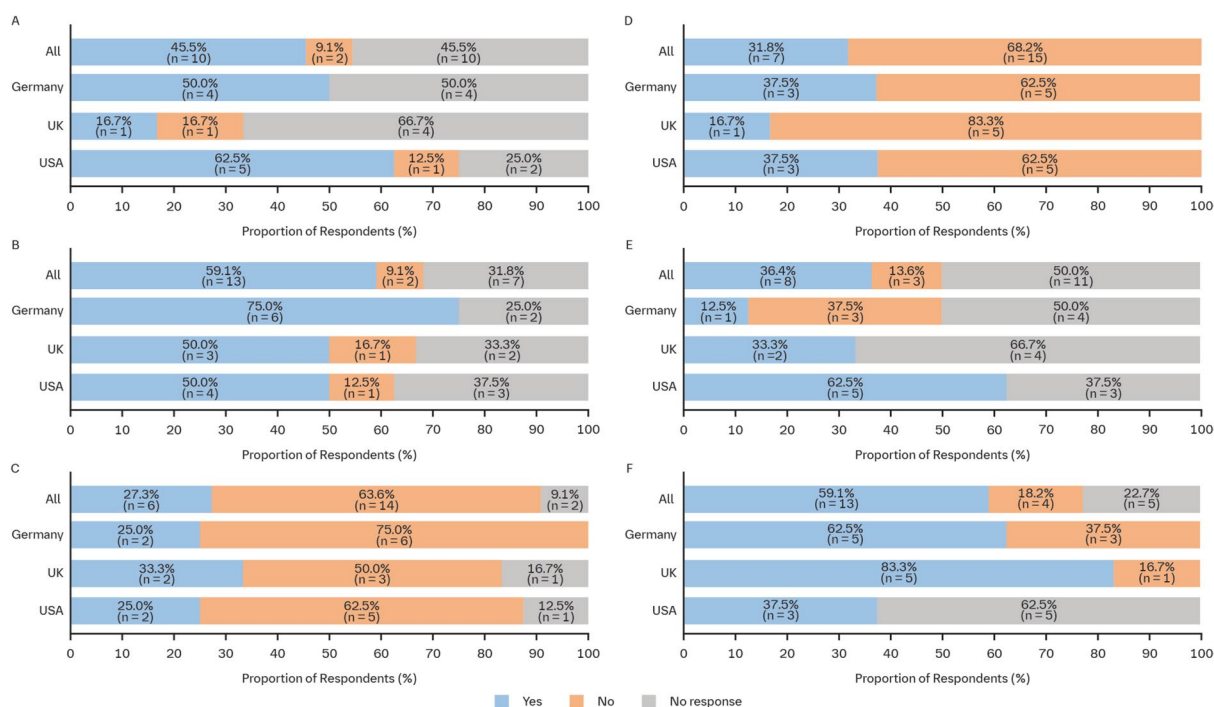 A
All
45.5%
(n = 10)
9.1%
(n = 2)
45.5%
(n = 10)
Germany
50.0%
(n = 4)
50.0%
(n = 4)
UK
16.7%
(n = 1)
16.7%
(n = 1)
66.7%
(n = 4)
USA
62.5%
(n = 5)
12.5%
(n = 1)
25.0%
(n = 2)
0 10 20 30 40 50 60 70 80 90 100
Proportion of Respondents (%)
B
All
59.1%
(n = 13)
9.1%
(n = 2)
31.8%
(n = 7)
Germany
75.0%
(n = 6)
25.0%
(n = 2)
UK
50.0%
(n = 3)
16.7%
(n = 1)
33.3%
(n = 2)
USA
50.0%
(n = 4)
12.5%
(n = 1)
37.5%
(n = 3)
0 10 20 30 40 50 60 70 80 90 100
Proportion of Respondents (%)
C
All
27.3%
(n = 6)
63.6%
(n = 14)
9.1%
(n = 2)
Germany
25.0%
(n = 2)
75.0%
(n = 6)
UK
33.3%
(n = 2)
50.0%
(n = 3)
16.7%
(n = 1)
USA
25.0%
(n = 2)
62.5%
(n = 5)
12.5%
(n = 1)
0 10 20 30 40 50 60 70 80 90 100
Proportion of Respondents (%)
D
All
31.8%
(n = 7)
68.2%
(n = 15)
Germany
37.5%
(n = 3)
62.5%
(n = 5)
UK
16.7%
(n = 1)
83.3%
(n = 5)
USA
37.5%
(n = 3)
62.5%
(n = 5)
0 10 20 30 40 50 60 70 80 90 100
Proportion of Respondents (%)
E
All
36.4%
(n = 8)
13.6%
(n = 3)
50.0%
(n = 11)
Germany
12.5%
(n = 1)
37.5%
(n = 3)
50.0%
(n = 4)
UK
33.3%
(n =2)
66.7%
(n = 4)
USA
62.5%
(n = 5)
37.5%
(n = 3)
0 10 20 30 40 50 60 70 80 90 100
Proportion of Respondents (%)
F
All
59.1%
(n = 13)
18.2%
(n = 4)
22.7%
(n = 5)
Germany
62.5%
(n = 5)
37.5%
(n = 3)
UK
83.3%
(n = 5)
16.7%
(n = 1)
USA
37.5%
(n = 3)
62.5%
(n = 5)
0 10 20 30 40 50 60 70 80 90 100
Proportion of Respondents (%)
Yes No No response